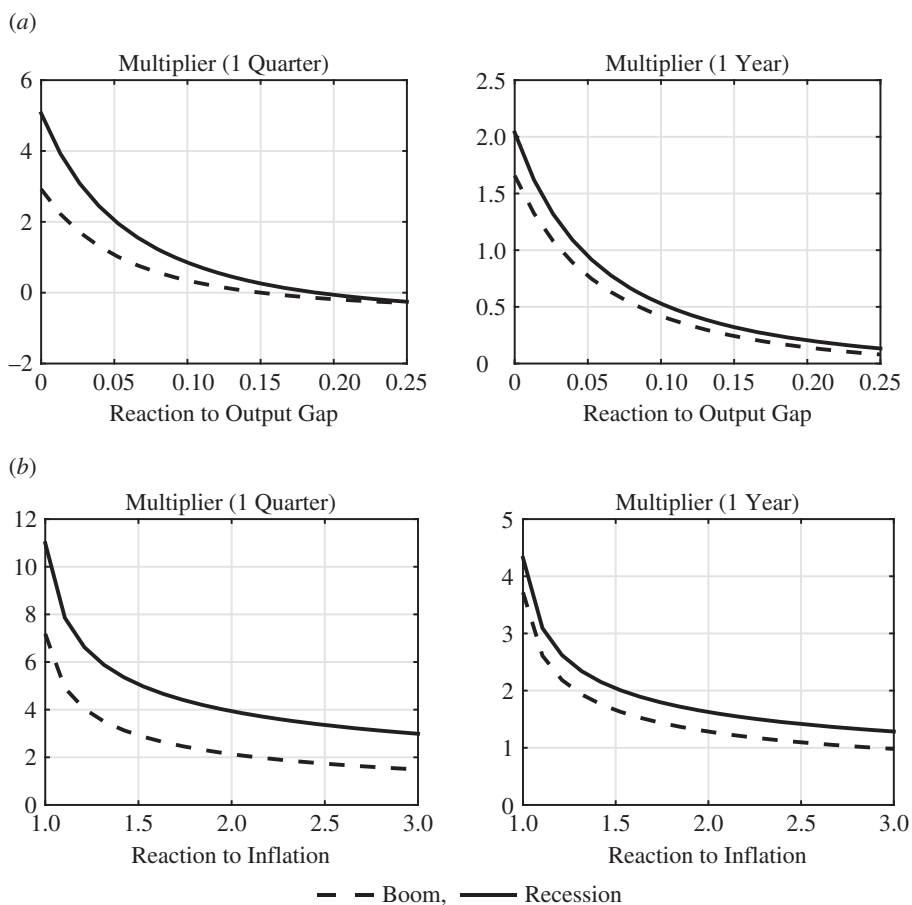 (a)
Multiplier (1 Quarter)
6
4
2
0
–2
0 0.05 0.10 0.15 0.20 0.25
Reaction to Output Gap
Multiplier (1 Year)
2.5
2.0
1.5
1.0
0.5
0
0 0.05 0.10 0.15 0.20 0.25
Reaction to Output Gap
(b)
Multiplier (1 Quarter)
12
10
8
6
4
2
0
1.0 1.5 2.0 2.5 3.0
Reaction to Inflation
Multiplier (1 Year)
5
4
3
2
1
0
1.0 1.5 2.0 2.5 3.0
Reaction to Inflation
Boom, Recession